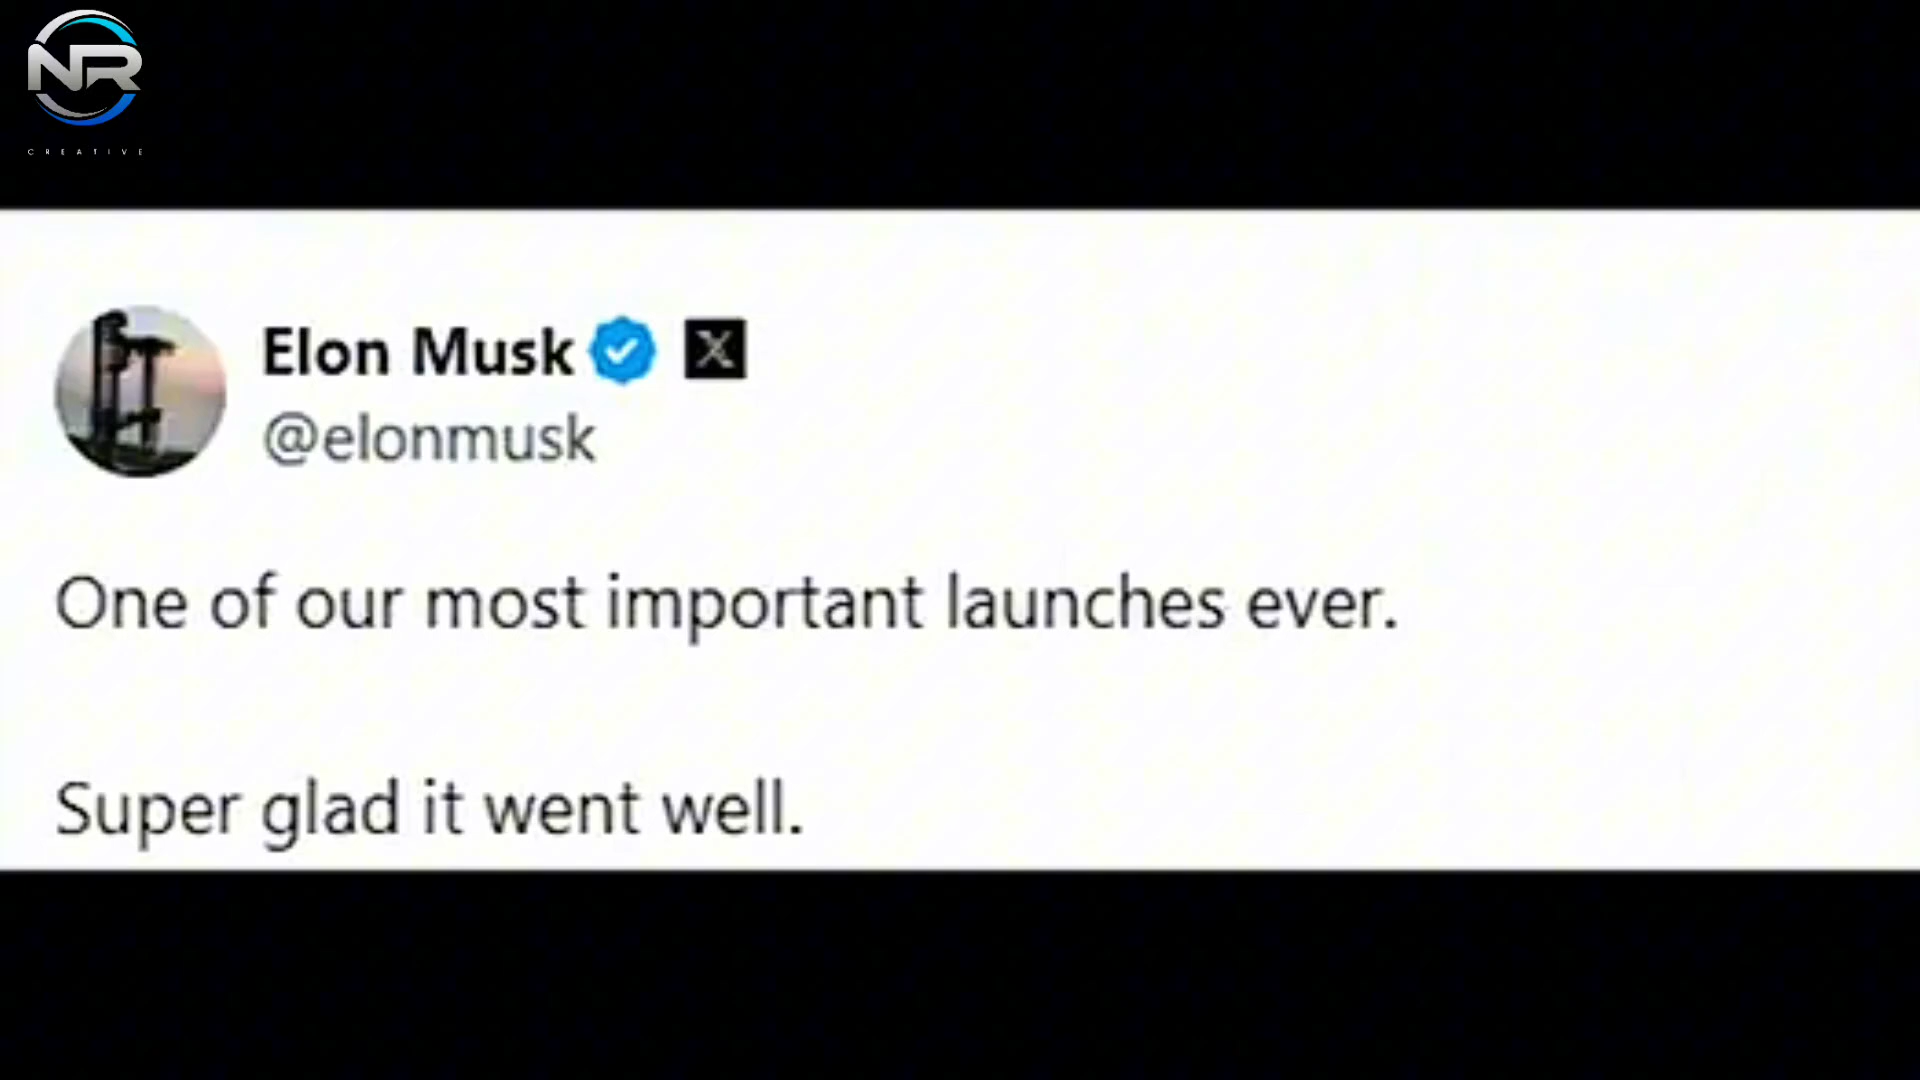 NR
CREATIVE
Elon Musk X
@elonmusk
One of our most important launches ever.
Super glad it went well.